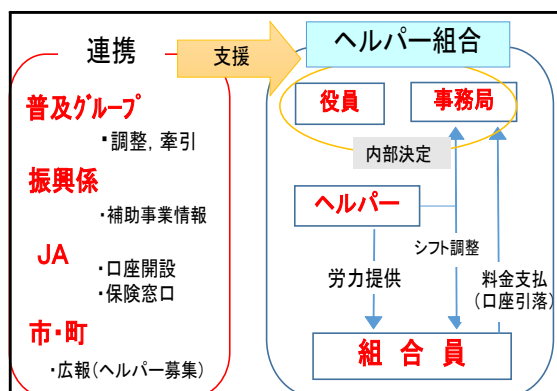 連携
普及グループ
・調整，牽引
振興係
・補助事業情報
JA
・口座開設
・保険窓口
市・町
・広報(ヘルパー募集)
支援
ヘルパー組合
役員
事務局
内部決定
ヘルパー
シフト調整
労力提供
料金支払
(口座引落)
組合員